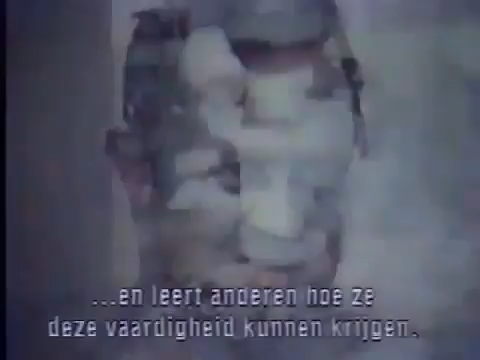 ...en leert anderen hoe ze
deze vaardigheid kunnen krijgen.